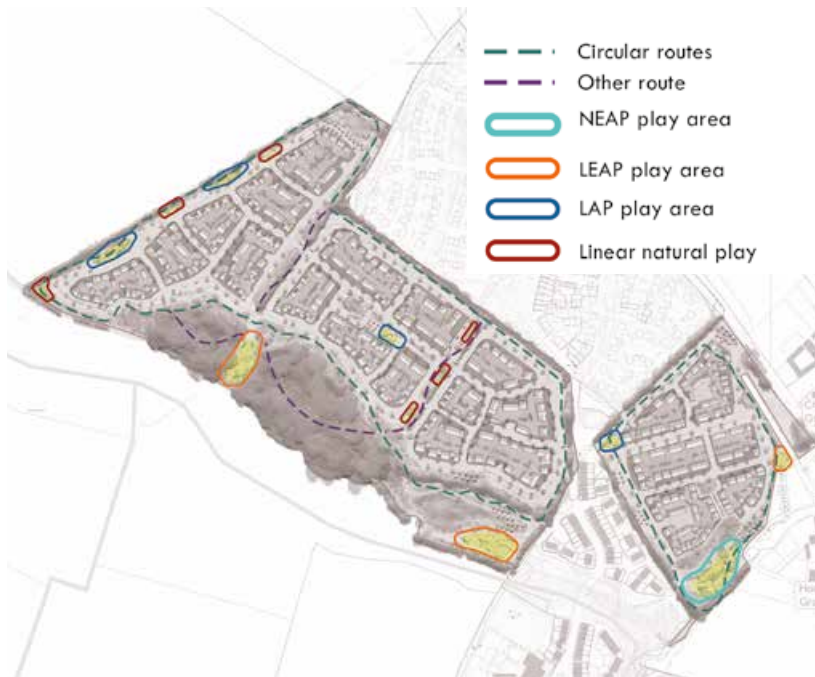 Circular routes
Other route
NEAP play area
LEAP play area
LAP play area
Linear natural play